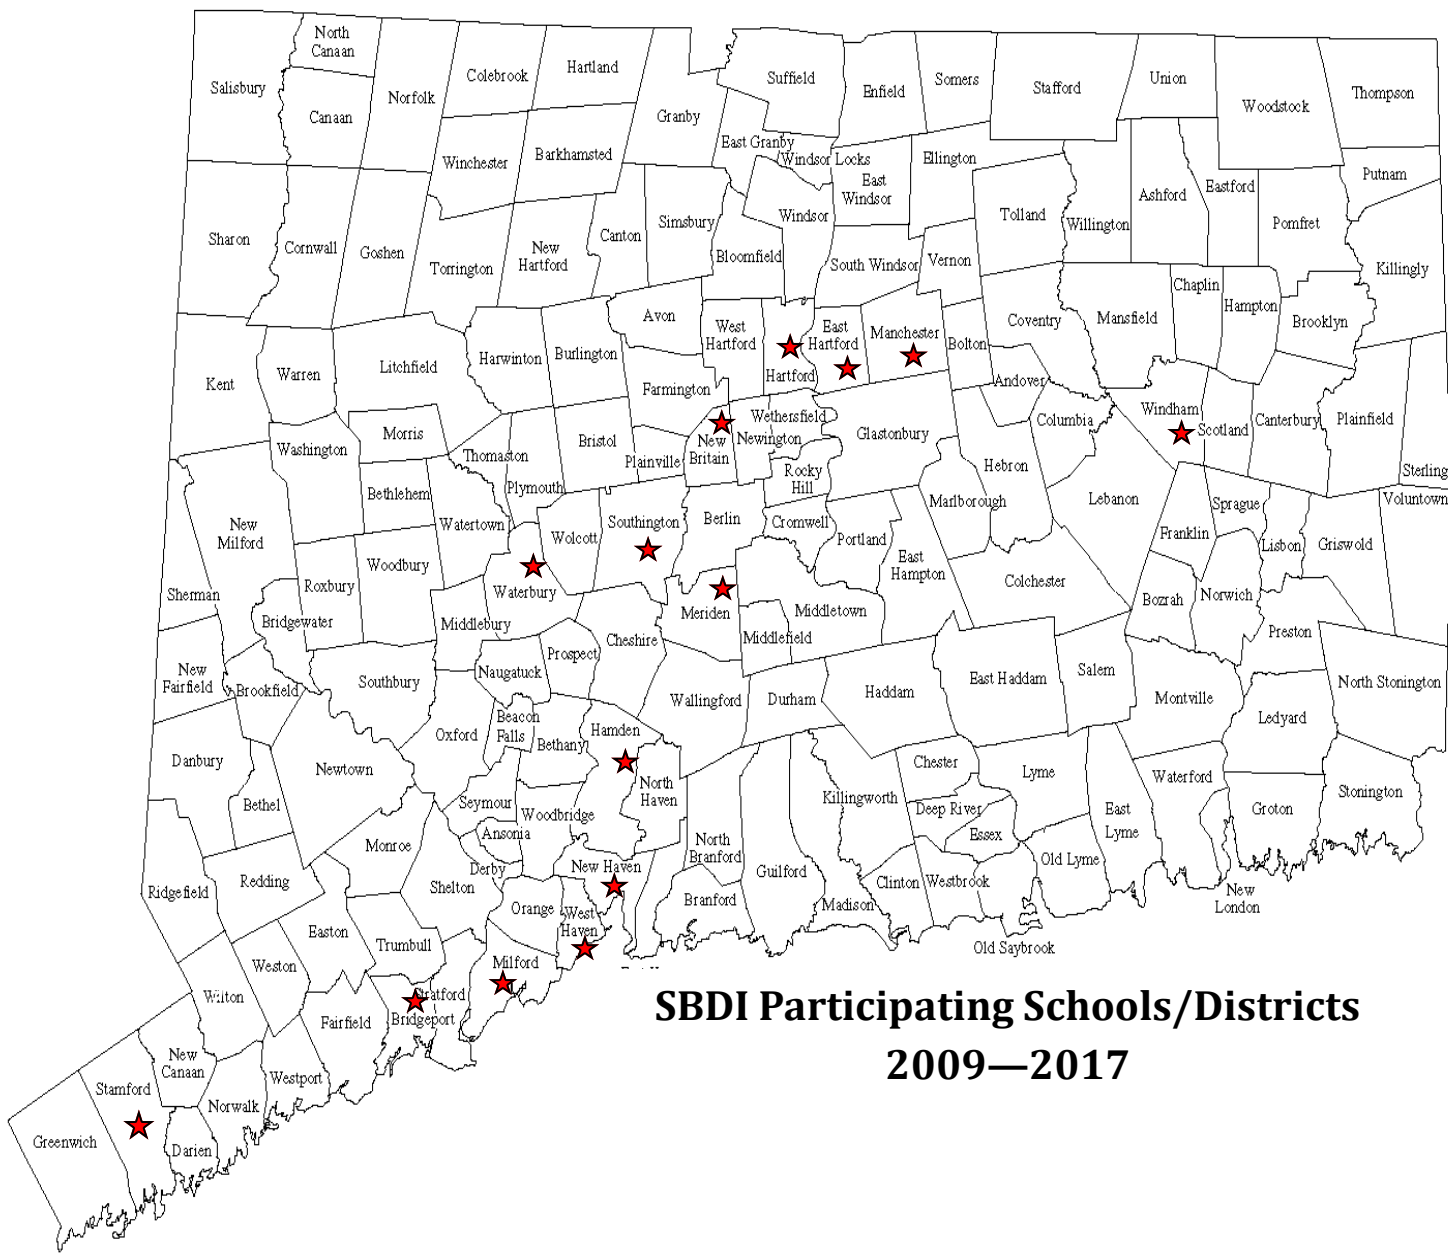 North
Canaan
Salisbury
Canaan
Norfolk
Colebrook
Hartland
Granby
Suffield
Enfield
Somers
Stafford
Union
Woodstock
Thompson
Winchester
Barkhamsted
East Granby
Windsor Locks
East
Windsor
Ellington
Tolland
Willington
Ashford
Eastford
Pomfret
Putnam
Killingly
Sharon
Cornwall
Goshen
Torrington
New
Hartford
Canton
Simsbury
Bloomfield
Windsor
South Windsor
Vernon
Coventry
Mansfield
Chaplin
Hampton
Brooklyn
Kent
Warren
Litchfield
Harwinton
Burlington
Avon
West
Hartford
Hartford
East
Hartford
Manchester
Bolton
Andover
Farmington
Washington
Morris
Thomaston
Bristol
Plainville
New
Britain
Newington
Wethersfield
Rocky
Hill
Glastonbury
Hebron
Columbia
Windham
Scotland
Canterbury
Plainfield
Sterling
Voluntown
New
Milford
Bethlehem
Watertown
Plymouth
Wolcott
Southington
Berlin
Cromwell
Portland
Marlborough
East
Hampton
Lebanon
Franklin
Sprague
Lisbon
Griswold
Sherman
Roxbury
Woodbury
Waterbury
Meriden
Middletown
Middlefield
Colchester
Bozrah
Norwich
Preston
Bridgewater
Middlebury
Cheshire
Prospect
Naugatuck
New
Fairfield
Brookfield
Southbury
Wallingford
Durham
Haddam
East Haddam
Salem
Montville
Ledyard
North Stonington
Danbury
Bethel
Newtown
Oxford
Beacon
Falls
Bethany
Hamden
North
Haven
Seymour
Woodbridge
Ansonia
Derby
Killingworth
Chester
Deep River
Essex
Lyme
East
Lyme
Waterford
Groton
Stonington
Ridgefield
Redding
Monroe
Shelton
New Haven
North
Branford
Branford
Guilford
Madison
Clinton
Westbrook
Old Lyme
New
London
Old Saybrook
Orange
West
Haven
Milford
Easton
Trumbull
Weston
Wilton
Stratford
Bridgeport
Fairfield
New
Canaan
Westport
Norwalk
Stamford
Darien
Greenwich
SBDI Participating Schools/Districts
2009—2017